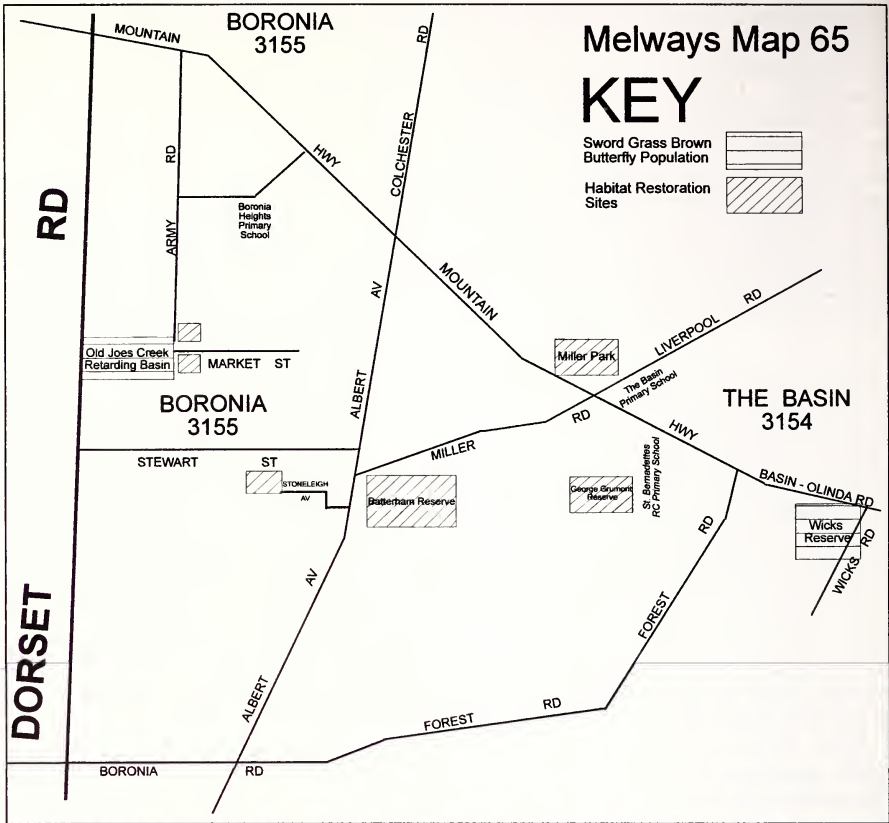 BORONIA
3155
Melways Map 65
KEY
Sword Grass Brown
Butterfly Population
Habitat Restoration
Sites
MOUNTAIN
HWY
RD
COLCHESTER
RD
ARMY
RD
Boronia
Heights
Primary
School
AV
ALBERT
MOUNTAIN
LIVERPOOL
RD
Miller Park
The Basin
Primary School
THE BASIN
3154
Old Joes Creek
Retarding Basin
MARKET ST
BORONIA
3155
STEWART ST
MILLER
RD
HWY
BASIN - OLINDA RD
STONELEIGH
AV
Batterham Reserve
George Grumont
Reserve
St. Bernadettes
RC Primary School
Wicks
Reserve
WICKS
RD
RD
FOREST
AV
ALBERT
DORSET
FOREST
RD
BORONIA RD